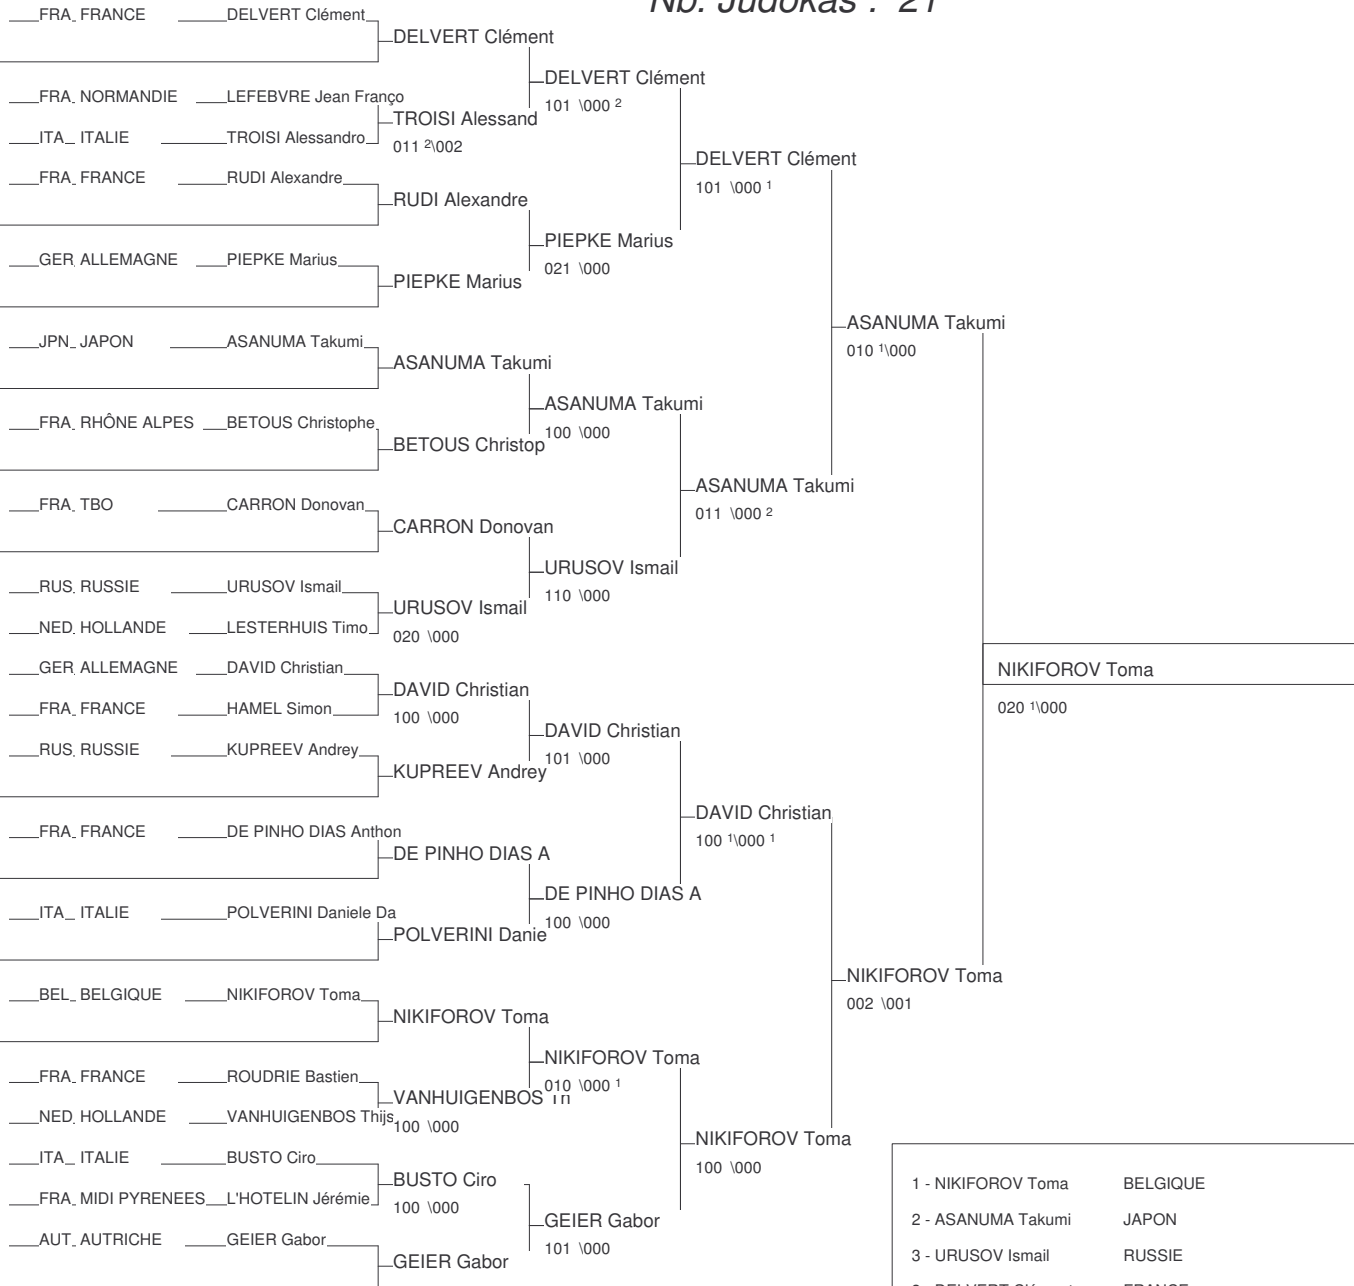 Nb. Judokas : 21
FRA FRANCE DELVERT Clément
DELVERT Clément
DELVERT Clément
101 \000 2
FRA NORMANDIE LEFEBVRE Jean Franço
TROISI Alessand
011 2\002
ITA ITALIE TROISI Alessandro
DELVERT Clément
101 \000 1
FRA FRANCE RUDI Alexandre
RUDI Alexandre
PIEPKE Marius
021 \000
GER ALLEMAGNE PIEPKE Marius
PIEPKE Marius
ASANUMA Takumi
010 1\000
JPN JAPON ASANUMA Takumi
ASANUMA Takumi
ASANUMA Takumi
100 \000
FRA RHÔNE ALPES BETOUS Christophe
BETOUS Christop
ASANUMA Takumi
011 \000 2
FRA TBO CARRON Donovan
CARRON Donovan
URUSOV Ismail
110 \000
RUS RUSSIE URUSOV Ismail
URUSOV Ismail
020 \000
NED HOLLANDE LESTERHUIS Timo
NIKIFOROV Toma
020 1\000
GER ALLEMAGNE DAVID Christian
DAVID Christian
100 \000
FRA FRANCE HAMEL Simon
DAVID Christian
101 \000
RUS RUSSIE KUPREEV Andrey
KUPREEV Andrey
DAVID Christian
100 1\000 1
FRA FRANCE DE PINHO DIAS Anthon
DE PINHO DIAS A
DE PINHO DIAS A
100 \000
ITA ITALIE POLVERINI Daniele Da
POLVERINI Danie
NIKIFOROV Toma
002 \001
BEL BELGIQUE NIKIFOROV Toma
NIKIFOROV Toma
NIKIFOROV Toma
010 \000 1
FRA FRANCE ROUDRIE Bastien
VANHUIGENBOS
100 \000
NED HOLLANDE VANHUIGENBOS Thijs
NIKIFOROV Toma
100 \000
ITA ITALIE BUSTO Ciro
BUSTO Ciro
100 \000
FRA MIDI PYRENEES L'HOTELIN Jérémie
GEIER Gabor
101 \000
AUT AUTRICHE GEIER Gabor
GEIER Gabor
1 - NIKIFOROV Toma BELGIQUE
2 - ASANUMA Takumi JAPON
3 - URUSOV Ismail RUSSIE